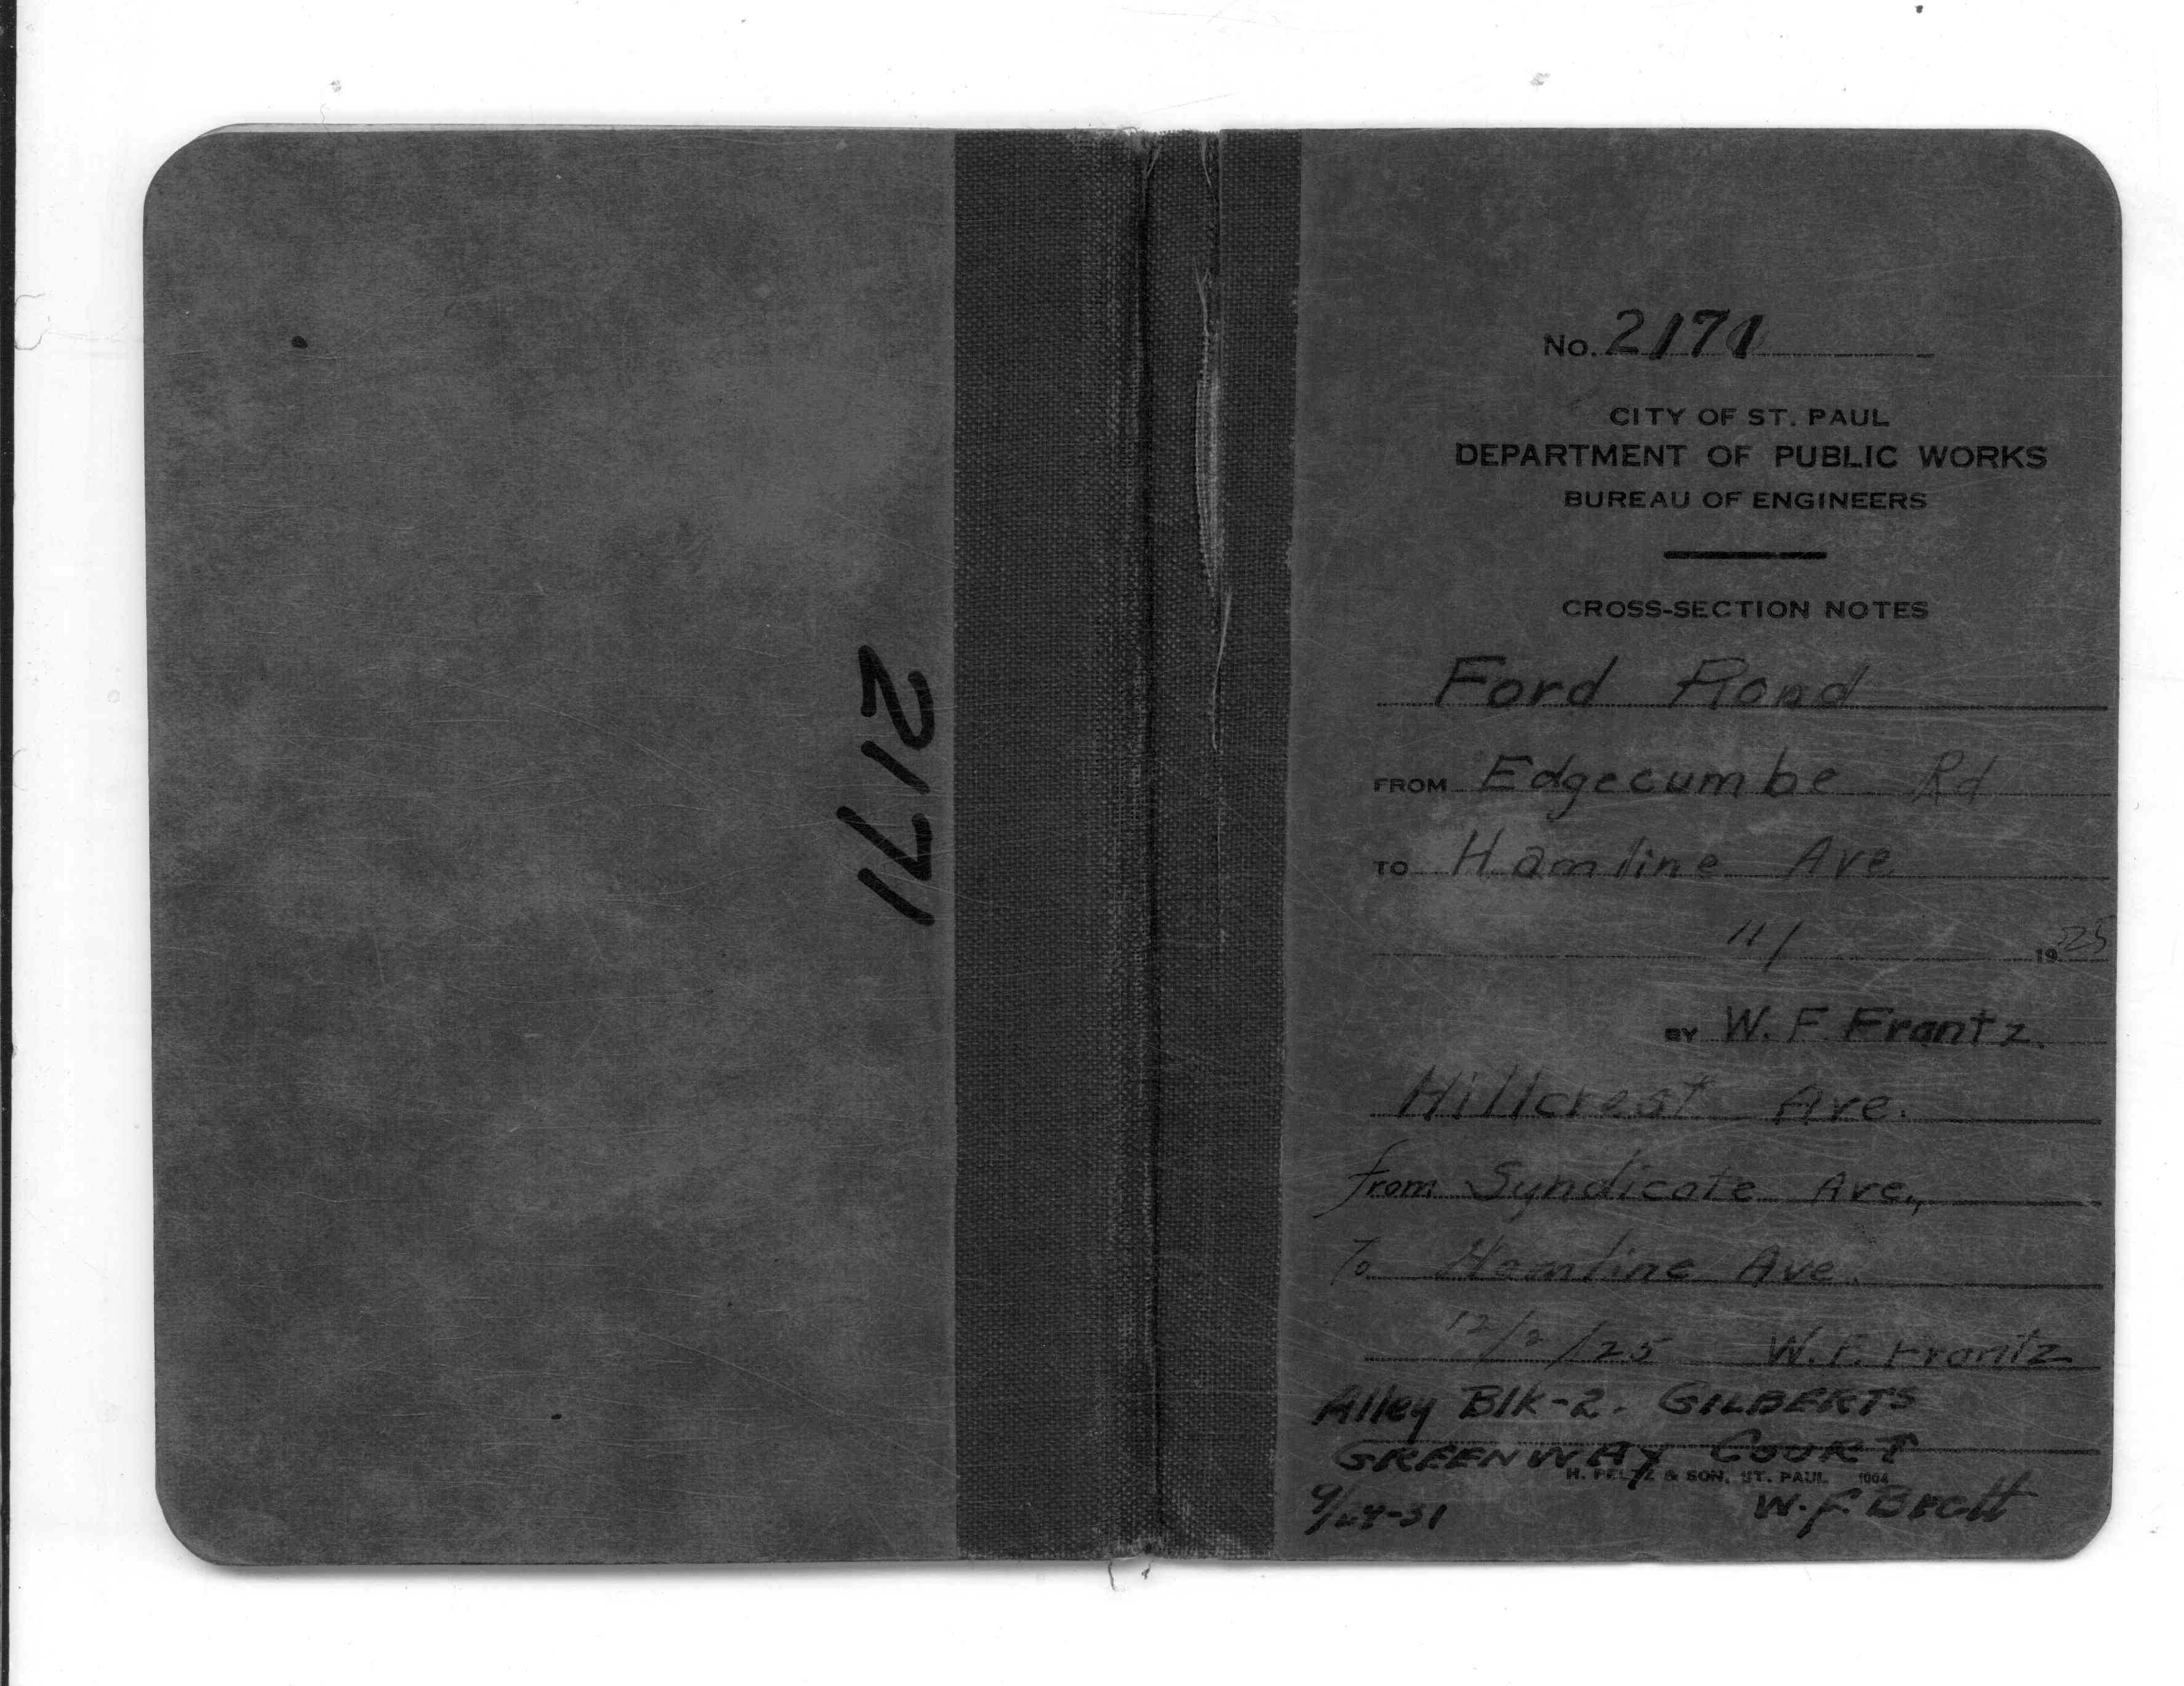 2171
No. 2171
CITY OF ST. PAUL
DEPARTMENT OF PUBLIC WORKS
BUREAU OF ENGINEERS
CROSS-SECTION NOTES
Ford Road
FROM Edgecumbe Rd
TO Hamline Ave
11/ 1925
BY W. F. Frantz.
Hillcrest Ave.
from Syndicate Ave.,
To Hamline Ave.
12/2/25 W. F. Frantz
Alley Blk-2. GILBERTS
GREENWAY COURT
H. PELTZ & SON, ST. PAUL 1004
9/29-31 W. F. Bratt